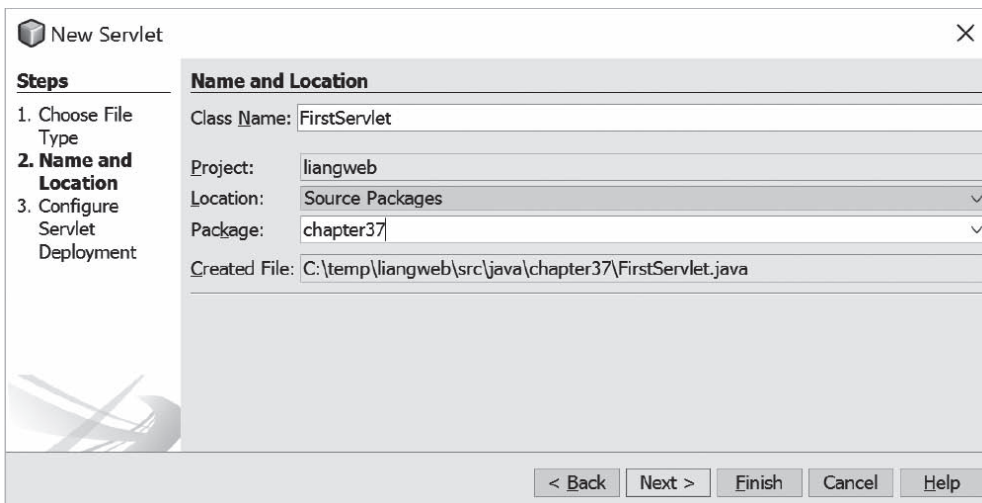 New Servlet
Steps
1. Choose File
Type
2. Name and
Location
3. Configure
Servlet
Deployment
Name and Location
Class Name: FirstServlet
Project: liangweb
Location: Source Packages
Package: chapter37
Created File: C:\temp\liangweb\src\java\chapter37\FirstServlet.java
< Back Next > Finish Cancel Help